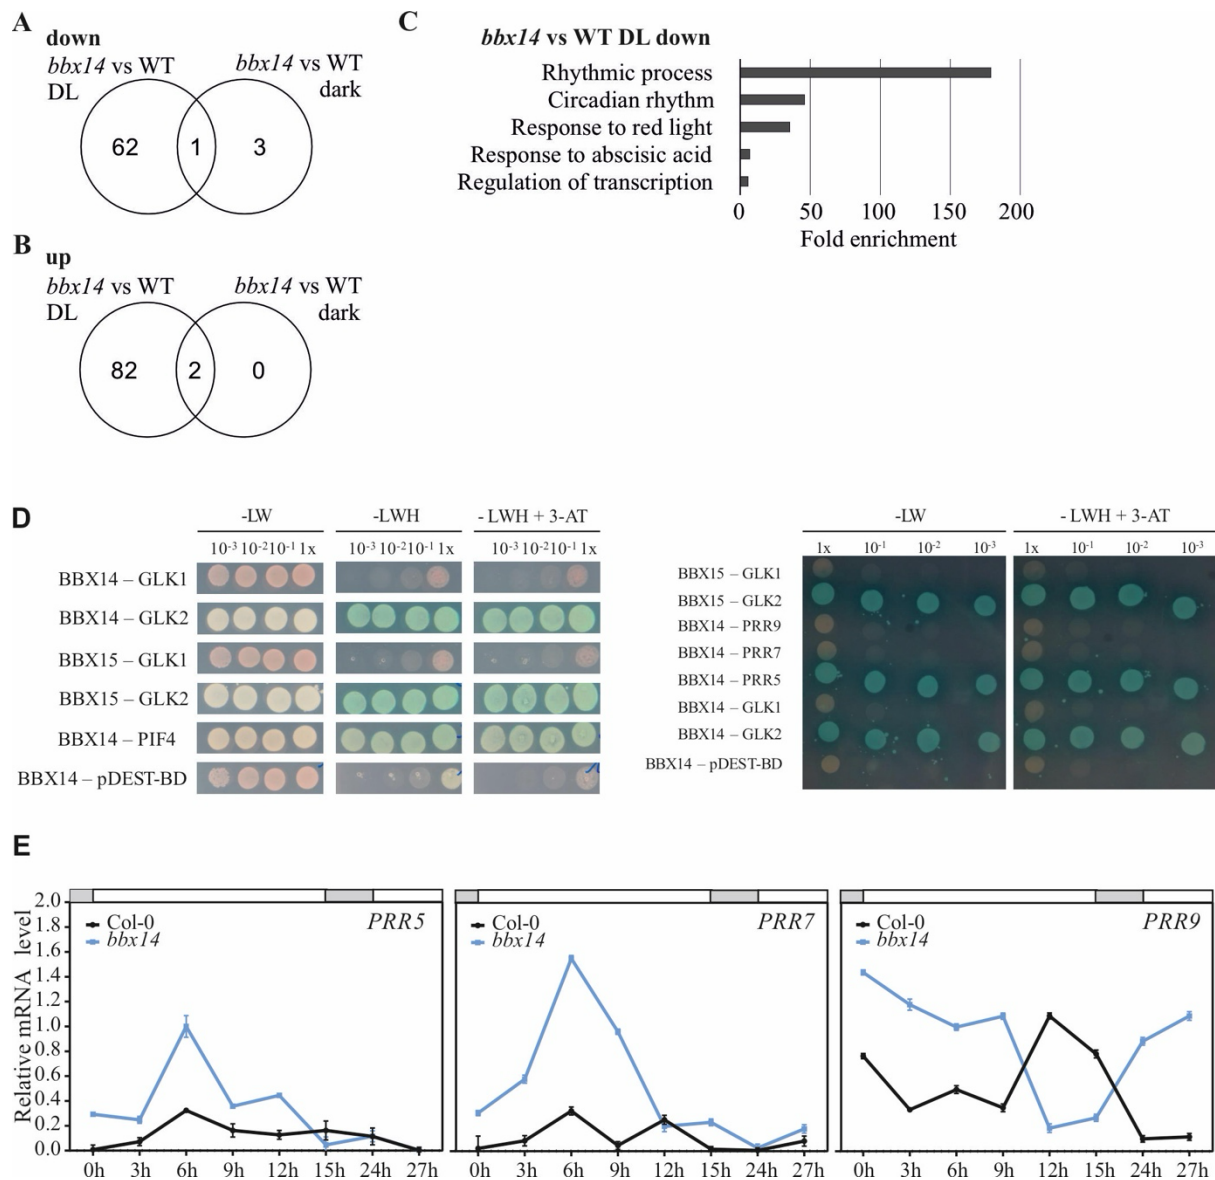 A
down
bbx14 vs WT
DL
bbx14 vs WT
dark
62
1
3
B
up
bbx14 vs WT
DL
bbx14 vs WT
dark
82
2
0
C
bbx14 vs WT DL down
Rhythmic process
Circadian rhythm
Response to red light
Response to abscisic acid
Regulation of transcription
0 50 100 150 200
Fold enrichment
D
-LW -LWH - LWH + 3-AT
10-3 10-2 10-1 1x 10-3 10-2 10-1 1x 10-3 10-2 10-1 1x
BBX14 – GLK1
BBX14 – GLK2
BBX15 – GLK1
BBX15 – GLK2
BBX14 – PIF4
BBX14 – pDEST-BD
-LW - LWH + 3-AT
1x 10-1 10-2 10-3 1x 10-1 10-2 10-3
BBX15 – GLK1
BBX15 – GLK2
BBX14 – PRR9
BBX14 – PRR7
BBX14 – PRR5
BBX14 – GLK1
BBX14 – GLK2
BBX14 – pDEST-BD
E
Relative mRNA level
2.0
1.8
1.6
1.4
1.2
1.0
0.8
0.6
0.4
0.2
0.0
Col-0
bbx14
PRR5
0h 3h 6h 9h 12h 15h 24h 27h
Col-0
bbx14
PRR7
0h 3h 6h 9h 12h 15h 24h 27h
Col-0
bbx14
PRR9
0h 3h 6h 9h 12h 15h 24h 27h